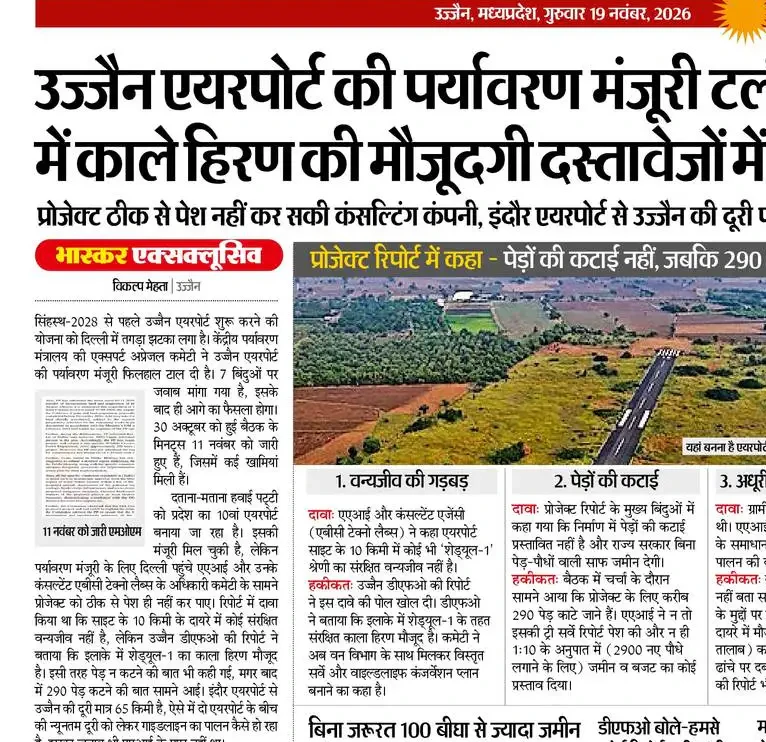 उज्जैन, मध्यप्रदेश, गुरुवार 19 नवंबर, 2026
उज्जैन एयरपोर्ट की पर्यावरण मंजूरी
में काले हिरण की मौजूदगी दस्तावेजों में
प्रोजेक्ट ठीक से पेश नहीं कर सकी कंसल्टिंग कंपनी, इंदौर एयरपोर्ट से उज्जैन की दूरी
भास्कर एक्सक्लूसिव
विकल्प मेहता | उज्जैन
सिंहस्थ-2028 से पहले उज्जैन एयरपोर्ट शुरू करने की
योजना को दिल्ली में तगड़ा झटका लगा है। केंद्रीय पर्यावरण
मंत्रालय की एक्सपर्ट अप्रेजल कमेटी ने उज्जैन एयरपोर्ट
की पर्यावरण मंजूरी फिलहाल टाल दी है। 7 बिंदुओं पर
जवाब मांगा गया है, इसके
बाद ही आगे का फैसला होगा।
30 अक्टूबर को हुई बैठक के
मिनट्स 11 नवंबर को जारी
हुए हैं, जिसमें कई खामियां
मिली हैं।
11 नवंबर को जारी एमओएम
दताना-मताना हवाई पट्टी
को प्रदेश का 10वां एयरपोर्ट
बनाया जा रहा है। इसकी
मंजूरी मिल चुकी है, लेकिन
पर्यावरण मंजूरी के लिए दिल्ली पहुंचे एएआई और उनके
कंसल्टेंट एबीसी टेक्नो लैब्स के अधिकारी कमेटी के सामने
प्रोजेक्ट को ठीक से पेश ही नहीं कर पाए। रिपोर्ट में दावा
किया था कि साइट के 10 किमी के दायरे में कोई संरक्षित
वन्यजीव नहीं है, लेकिन उज्जैन डीएफओ की रिपोर्ट ने
बताया कि इलाके में शेड्यूल-1 का काला हिरण मौजूद
है। इसी तरह पेड़ न कटने की बात भी कही गई, मगर बाद
में 290 पेड़ कटने की बात सामने आई। इंदौर एयरपोर्ट से
उज्जैन की दूरी मात्र 65 किमी है, ऐसे में दो एयरपोर्ट के बीच
की न्यूनतम दूरी को लेकर गाइडलाइन का पालन कैसे हो रहा
प्रोजेक्ट रिपोर्ट में कहा - पेड़ों की कटाई नहीं, जबकि 290
यहां बनना है एयरपोर्ट
1. वन्यजीव की गड़बड़
दावाः एएआई और कंसल्टेंट एजेंसी
(एबीसी टेक्नो लैब्स) ने कहा एयरपोर्ट
साइट के 10 किमी में कोई भी 'शेड्यूल-1'
श्रेणी का संरक्षित वन्यजीव नहीं है।
हकीकतः उज्जैन डीएफओ की रिपोर्ट
ने इस दावे की पोल खोल दी। डीएफओ
ने बताया कि इलाके में शेड्यूल-1 के तहत
संरक्षित काला हिरण मौजूद है। कमेटी ने
अब वन विभाग के साथ मिलकर विस्तृत
सर्वे और वाइल्डलाइफ कंजर्वेशन प्लान
बनाने का कहा है।
2. पेड़ों की कटाई
दावाः प्रोजेक्ट रिपोर्ट के मुख्य बिंदुओं में
कहा गया कि निर्माण में पेड़ों की कटाई
प्रस्तावित नहीं है और राज्य सरकार बिना
पेड़-पौधों वाली साफ जमीन देगी।
हकीकतः बैठक में चर्चा के दौरान
सामने आया कि प्रोजेक्ट के लिए करीब
290 पेड़ काटे जाने हैं। एएआई ने न तो
इसकी ट्री सर्वे रिपोर्ट पेश की और न ही
1:10 के अनुपात में (2900 नए पौधे
लगाने के लिए) जमीन व बजट का कोई
प्रस्ताव दिया।
3. अधूरी
दावाः
थी। एएआई
के समाधान
पालन की
हकीकतः
नहीं बता
के मुद्दों पर
दायरे में
तालाब)
ढांचे पर
की रिपोर्ट
बिना जरूरत 100 बीघा से ज्यादा जमीन
डीएफओ बोले-हमसे